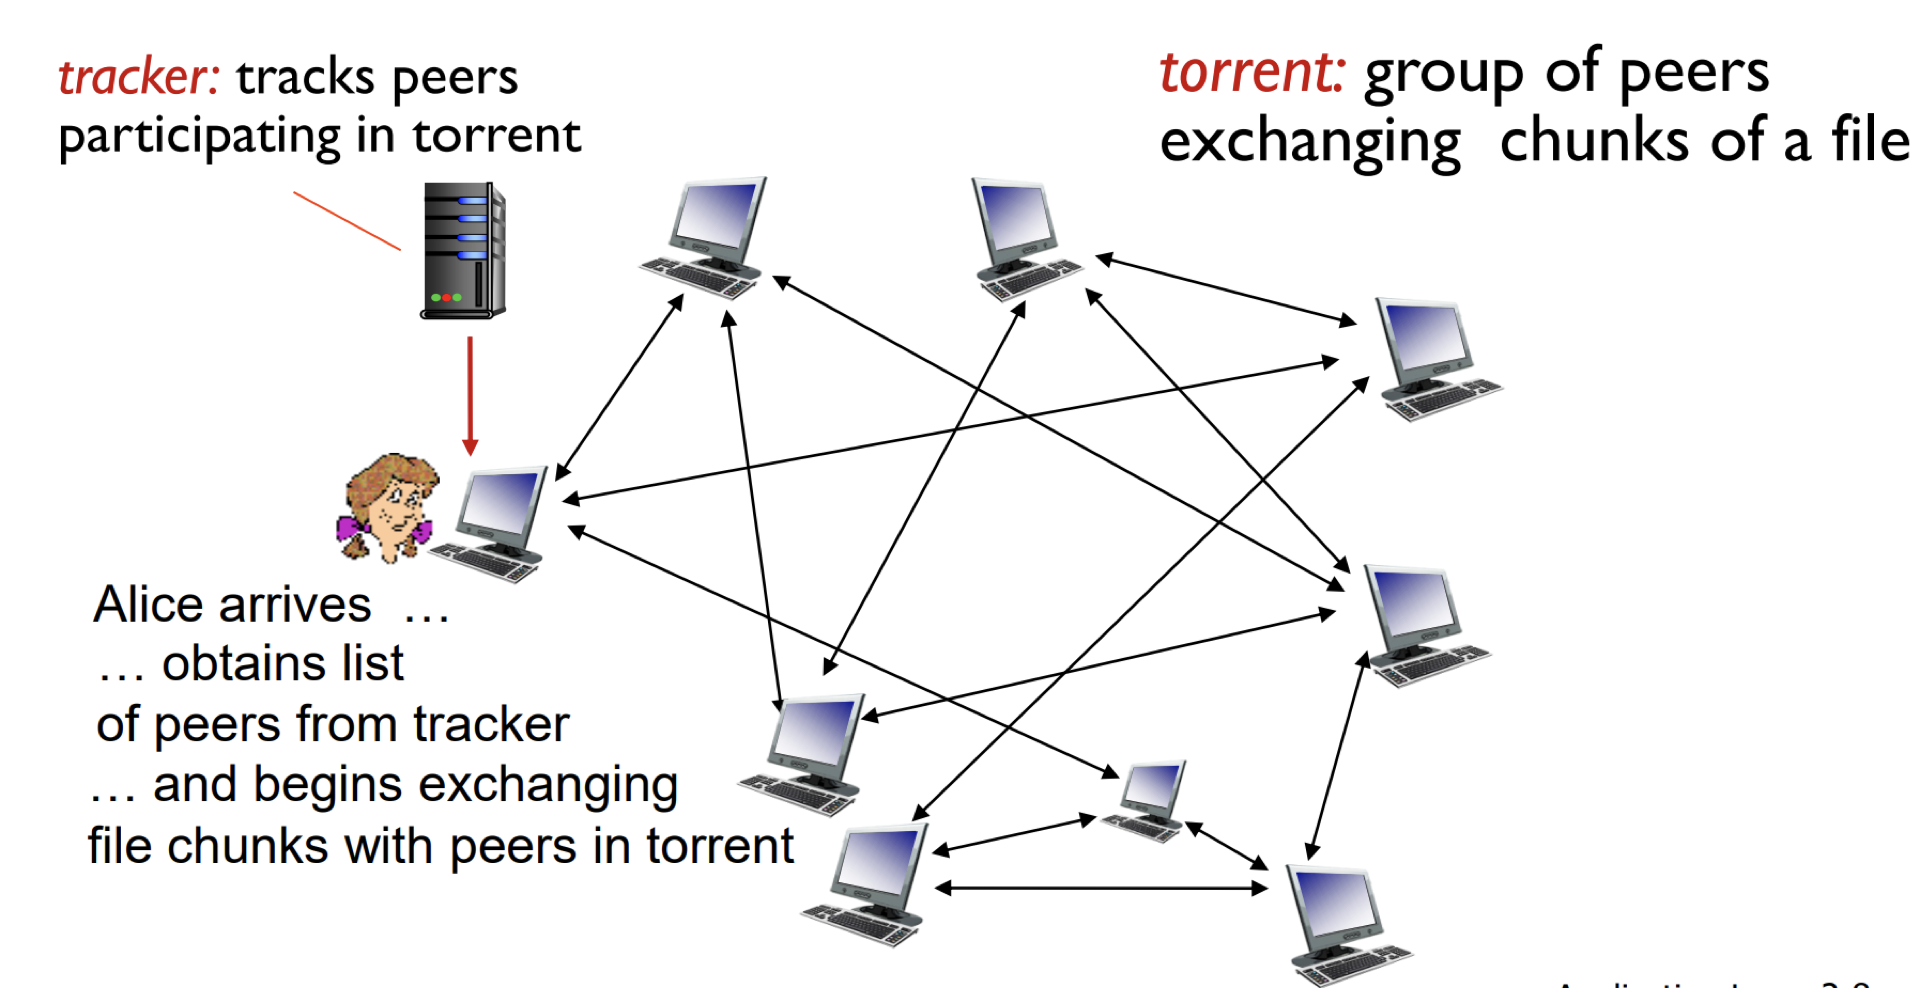 tracker: tracks peers
participating in torrent
torrent: group of peers
exchanging chunks of a file
Alice arrives …
… obtains list
of peers from tracker
… and begins exchanging
file chunks with peers in torrent